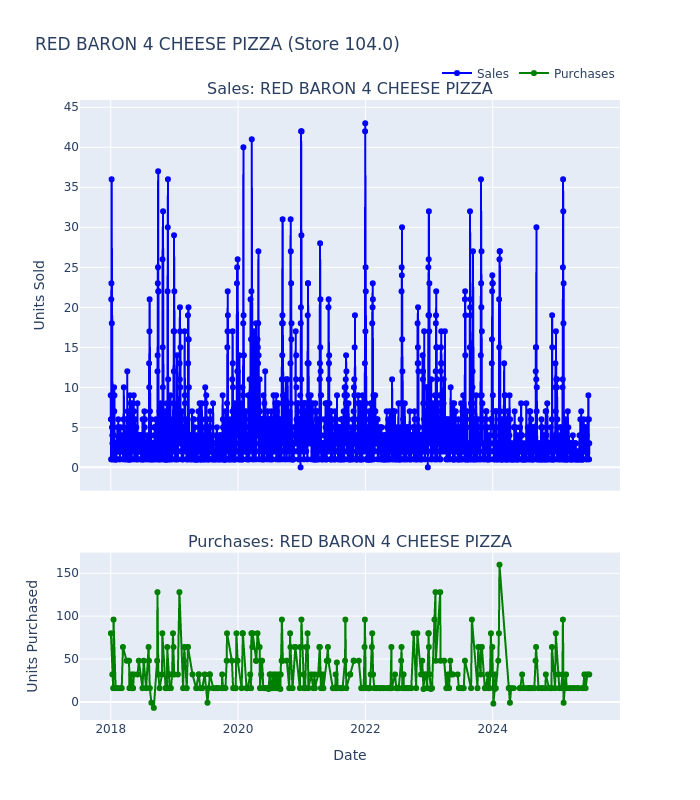 RED BARON 4 CHEESE PIZZA (Store 104.0)
Sales
Purchases
Sales: RED BARON 4 CHEESE PIZZA
45
40
35
30
25
20
15
10
5
0
Units Sold
Purchases: RED BARON 4 CHEESE PIZZA
150
100
50
0
Units Purchased
2018
2020
2022
2024
Date